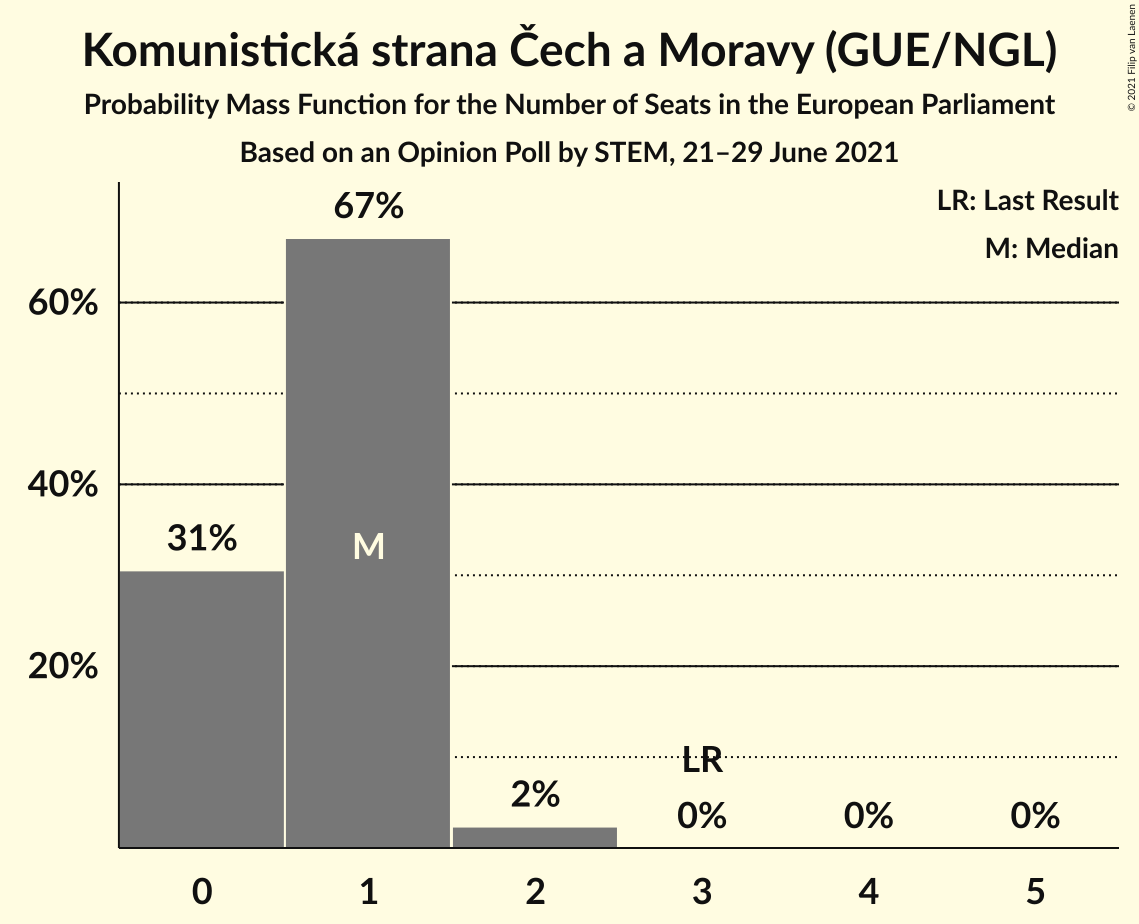 Komunistická strana Čech a Moravy (GUE/NGL)
Probability Mass Function for the Number of Seats in the European Parliament
Based on an Opinion Poll by STEM, 21–29 June 2021
© 2021 Filip van Laenen
LR: Last Result
M: Median
67%
60%
40%
31%
M
20%
LR
2%
0% 0% 0%
0 1 2 3 4 5